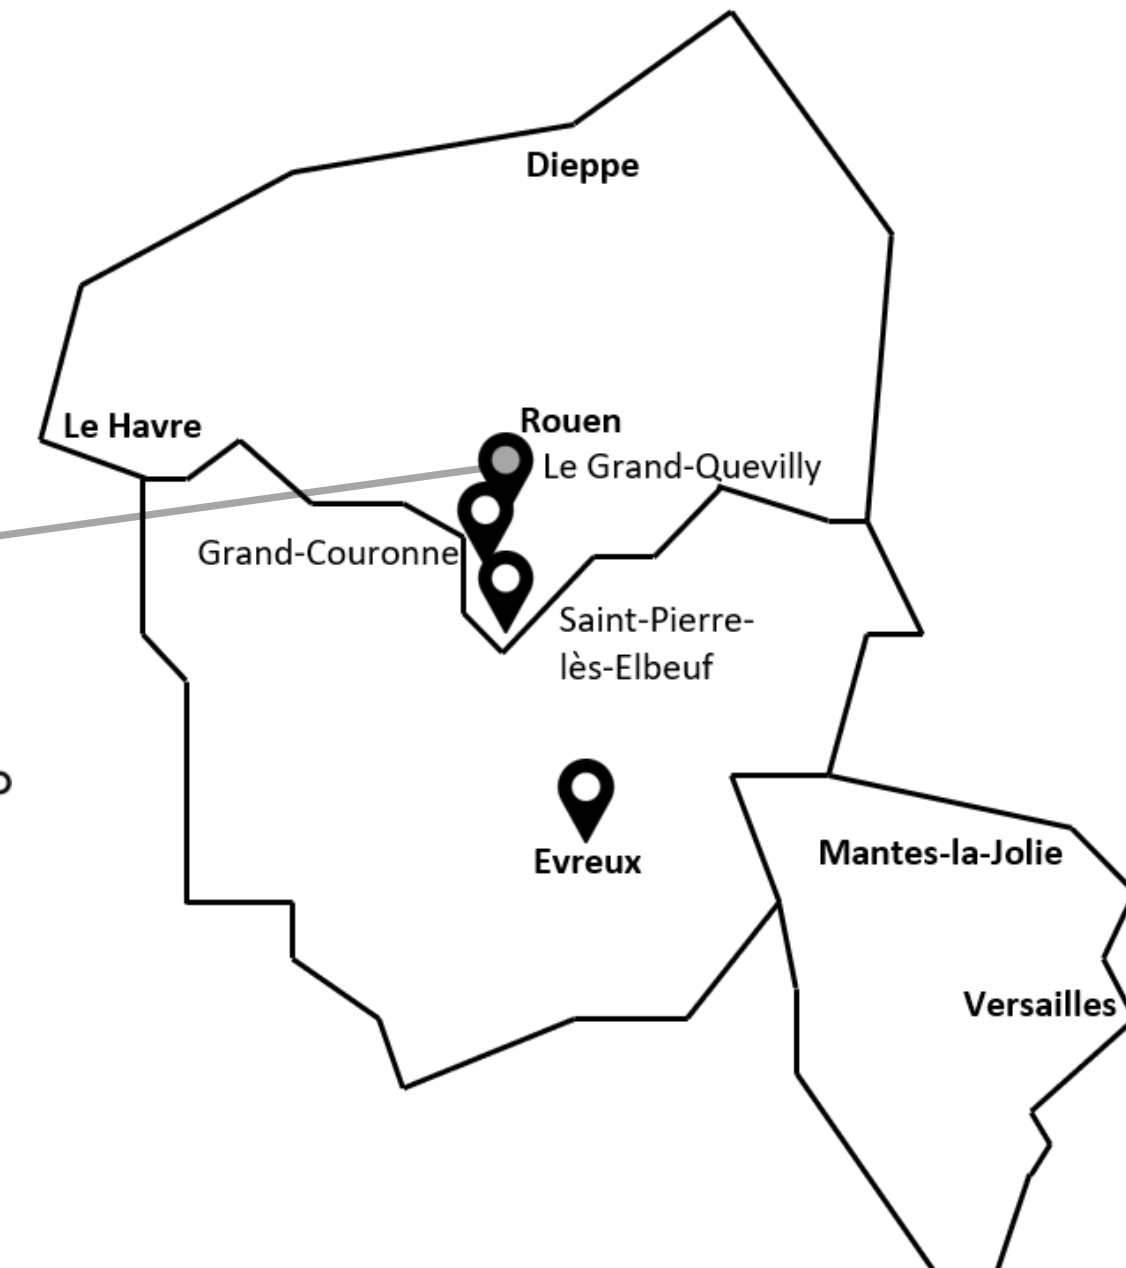 Dieppe
Le Havre
Rouen
Le Grand-Quevilly
Grand-Couronne
Saint-Pierre-
lès-Elbeuf
Evreux
Mantes-la-Jolie
Versailles